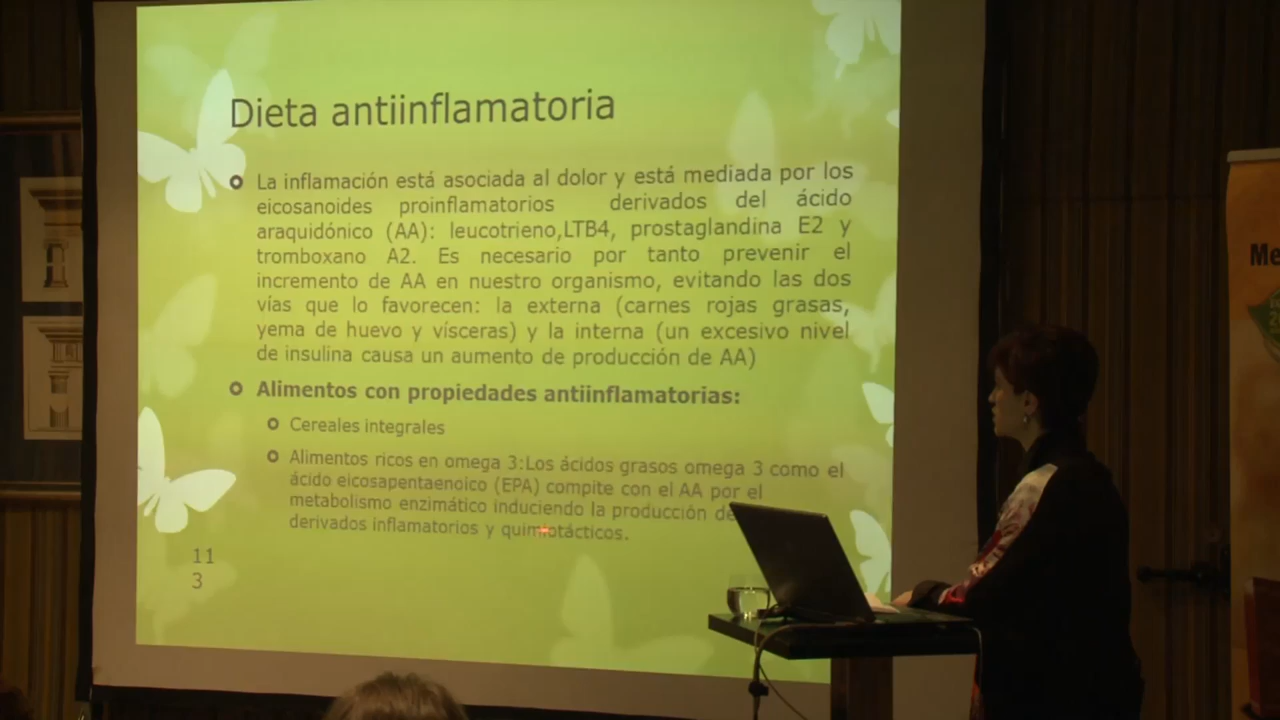 Dieta antiinflamatoria
La inflamación está asociada al dolor y está mediada por los
eicosanoides proinflamatorios derivados del ácido
araquidónico (AA): leucotrieno,LTB4, prostaglandina E2 y
tromboxano A2. Es necesario por tanto prevenir el
incremento de AA en nuestro organismo, evitando las dos
vías que lo favorecen: la externa (carnes rojas grasas,
yema de huevo y vísceras) y la interna (un excesivo nivel
de insulina causa un aumento de producción de AA)
Alimentos con propiedades antiinflamatorias:
Cereales integrales
Alimentos ricos en omega 3:Los ácidos grasos omega 3 como el
ácido eicosapentaenoico (EPA) compite con el AA por el
metabolismo enzimático induciendo la producción de
derivados inflamatorios y quimiotácticos.
11
3
Me